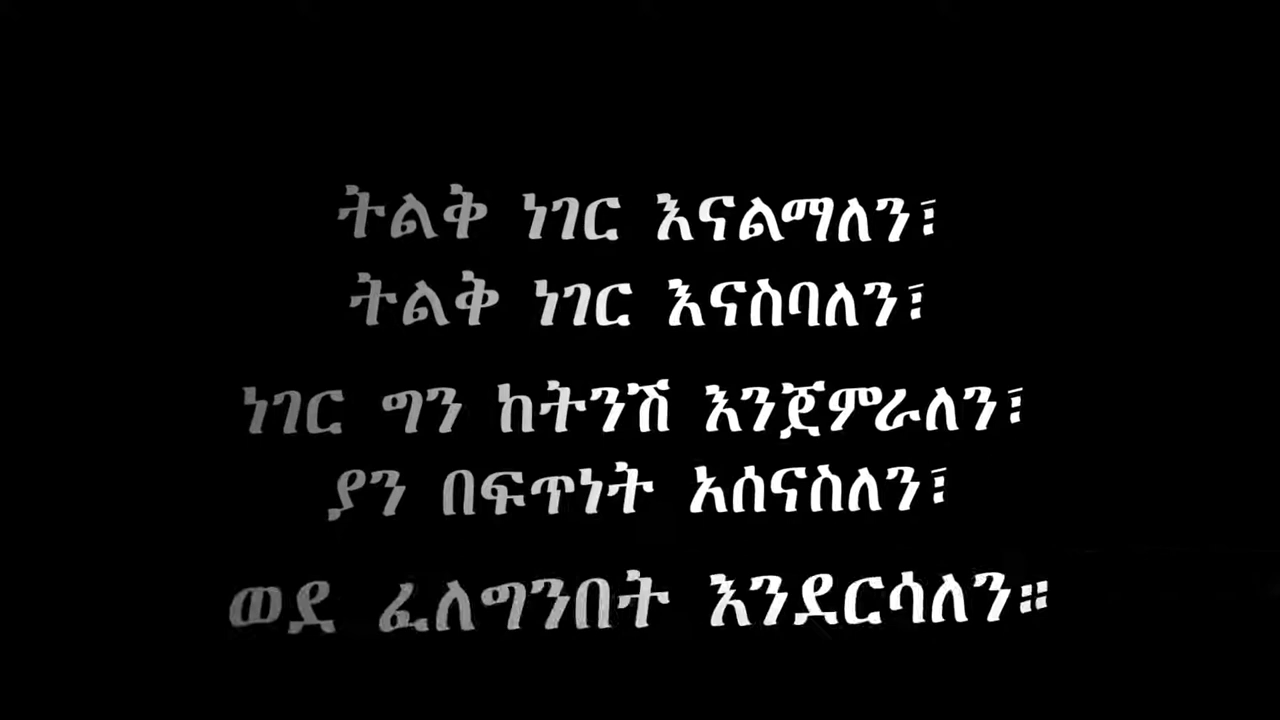 ትልቅ ነገር እናልማለን፣
ትልቅ ነገር እናስባለን፣
ነገር ግን ከትንሽ እንጀምራለን፣
ያን በፍጥነት አሰናስለን፣
ወደ ፈለግንበት እንደርሳለን።